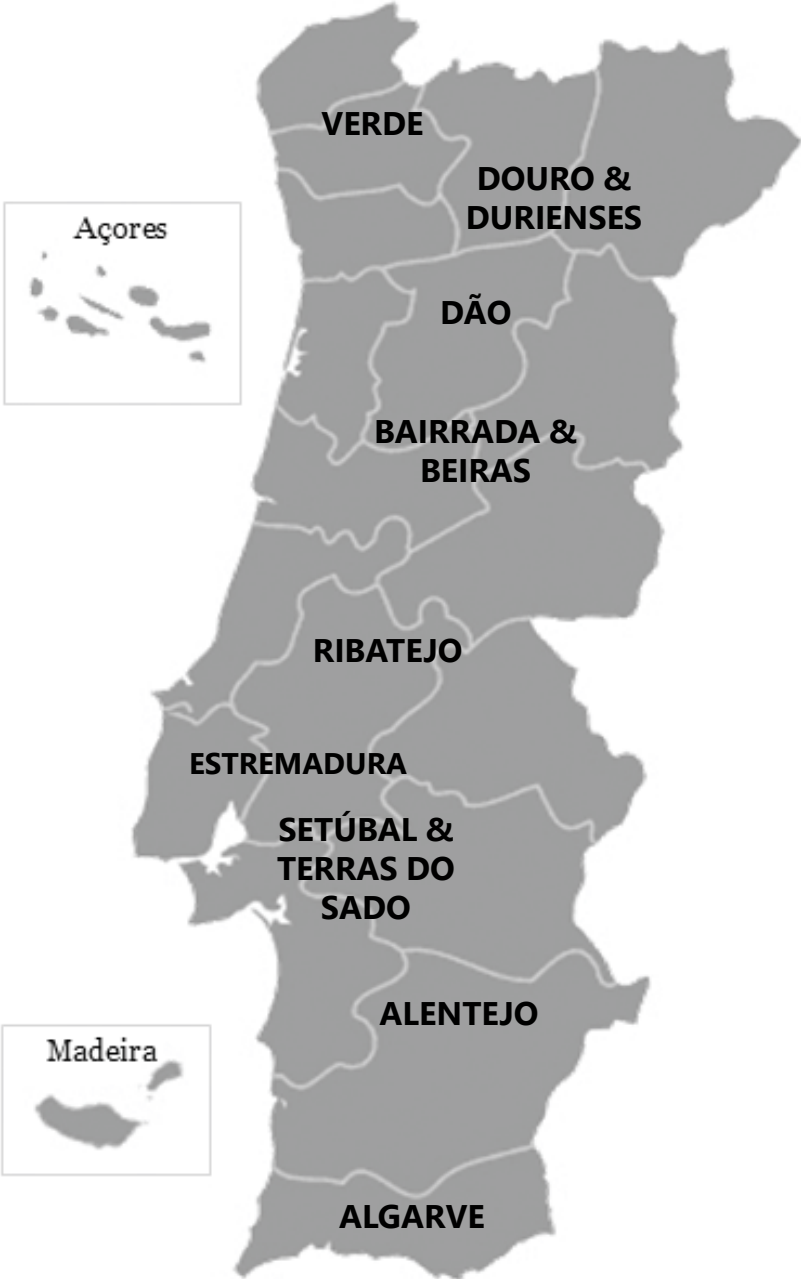 VERDE
DOURO &
DURIENSES
Açores
DÃO
BAIRRADA &
BEIRAS
RIBATEJO
ESTREMADURA
SETÚBAL &
TERRAS DO
SADO
ALENTEJO
Madeira
ALGARVE